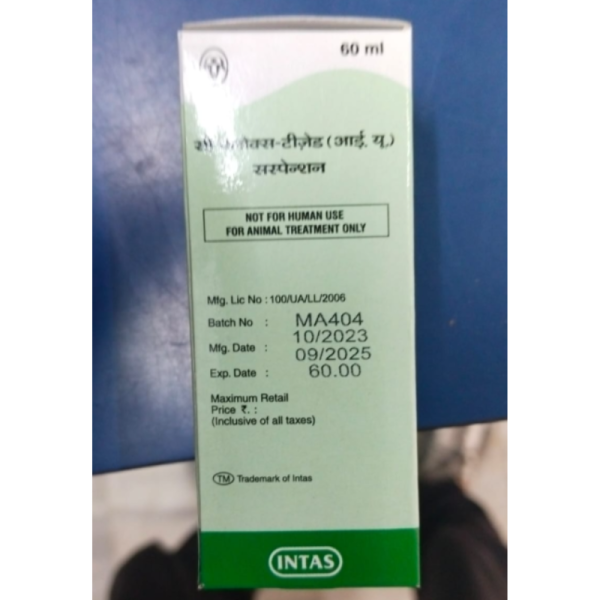 60 ml
सस्पेन्शन
NOT FOR HUMAN USE
FOR ANIMAL TREATMENT ONLY
Mfg. Lic No : 100/UA/LL/2006
Batch No : MA404
Mfg. Date : 10/2023
Exp. Date : 09/2025
60.00
Maximum Retail
Price ₹. :
(Inclusive of all taxes)
TM Trademark of Intas
INTAS